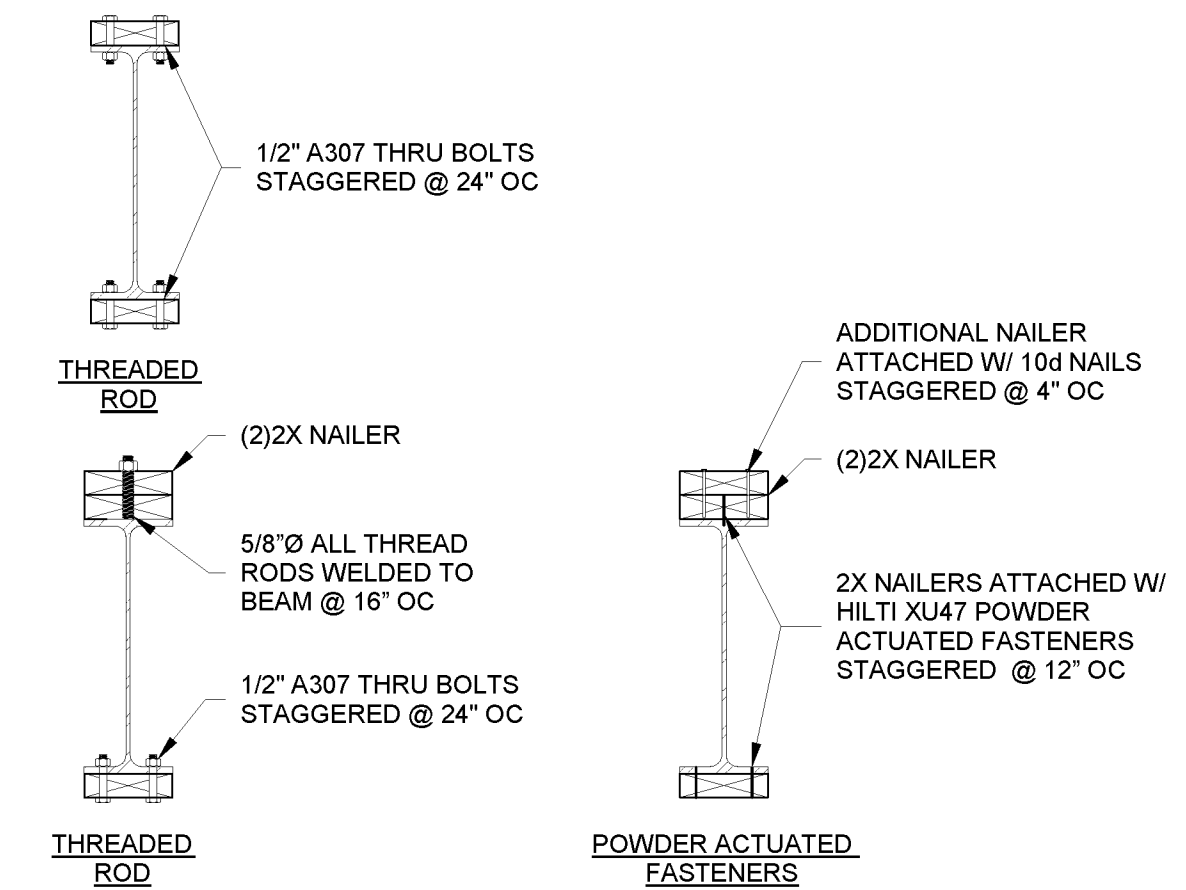 1/2" A307 THRU BOLTS
STAGGERED @ 24" OC
THREADED
ROD
(2)2X NAILER
5/8”Ø ALL THREAD
RODS WELDED TO
BEAM @ 16” OC
1/2" A307 THRU BOLTS
STAGGERED @ 24" OC
THREADED
ROD
ADDITIONAL NAILER
ATTACHED W/ 10d NAILS
STAGGERED @ 4" OC
(2)2X NAILER
2X NAILERS ATTACHED W/
HILTI XU47 POWDER
ACTUATED FASTENERS
STAGGERED @ 12” OC
POWDER ACTUATED
FASTENERS